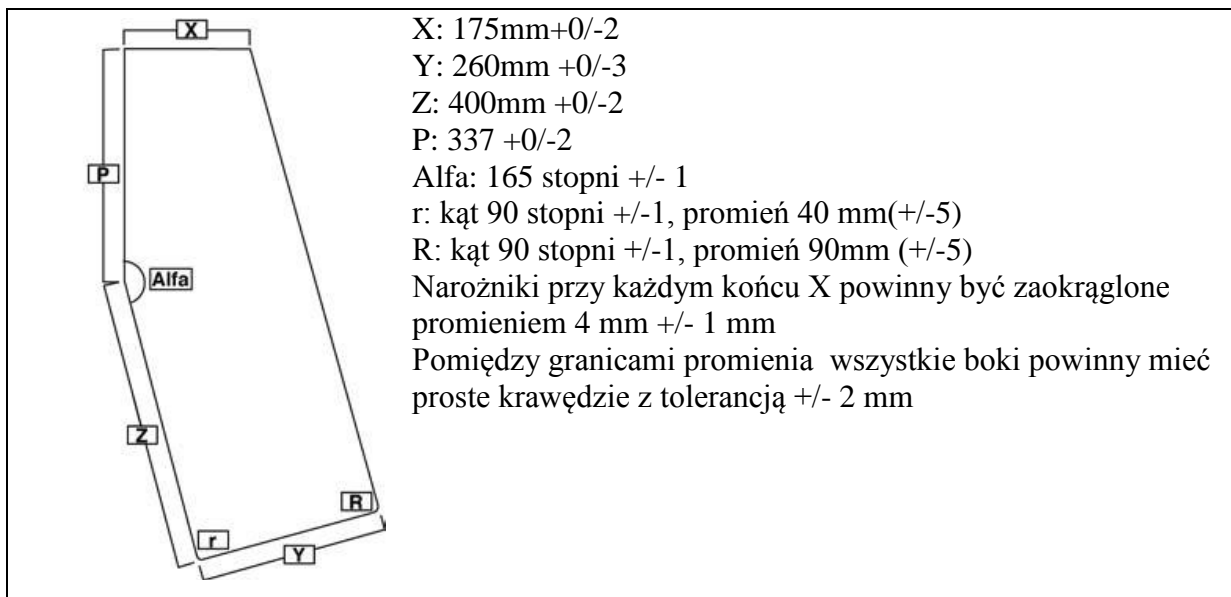 X
P
Alfa
Z
R
r
Y
X: 175mm+0/-2
Y: 260mm +0/-3
Z: 400mm +0/-2
P: 337 +0/-2
Alfa: 165 stopni +/- 1
r: kąt 90 stopni +/-1, promień 40 mm(+/-5)
R: kąt 90 stopni +/-1, promień 90mm (+/-5)
Narożniki przy każdym końcu X powinny być zaokrąglone
promieniem 4 mm +/- 1 mm
Pomiędzy granicami promienia wszystkie boki powinny mieć
proste krawędzie z tolerancją +/- 2 mm